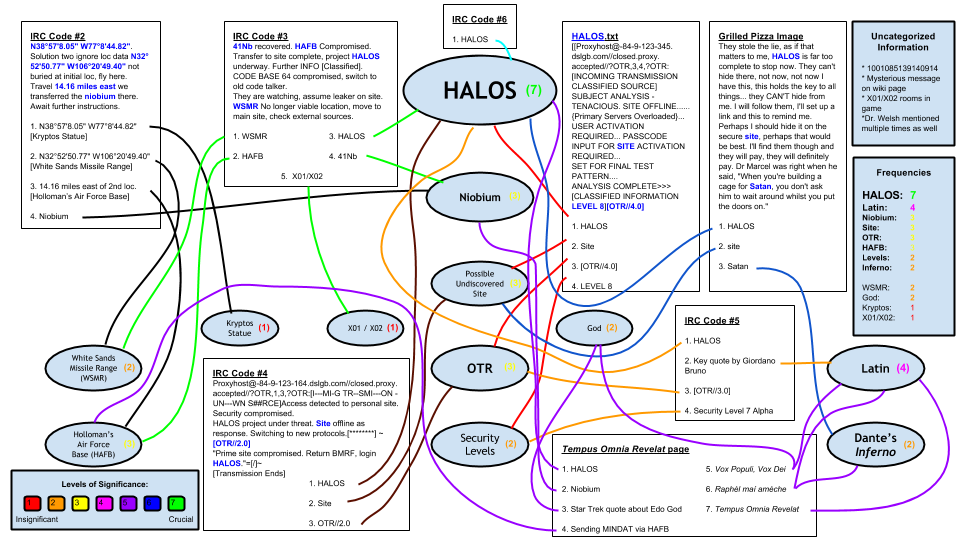 IRC Code #2
N38°57'8.05" W77°8'44.82".
Solution two ignore loc data N32°
52'50.77" W106°20'49.40" not
buried at initial loc, fly here.
Travel 14.16 miles east we
transferred the niobium there.
Await further instructions.
1. N38°57'8.05" W77°8'44.82"
[Kryptos Statue]
2. N32°52'50.77" W106°20'49.40"
[White Sands Missile Range]
3. 14.16 miles east of 2nd loc.
[Holloman's Air Force Base]
4. Niobium
IRC Code #3
41Nb recovered. HAFB Compromised.
Transfer to site complete, project HALOS
underway. Further INFO [Classified].
CODE BASE 64 compromised, switch to
old code talker.
They are watching, assume leaker on site.
WSMR No longer viable location, move to
main site, check external sources.
1. WSMR
3. HALOS
2. HAFB
4. 41Nb
5. X01/X02
IRC Code #6
1. HALOS
HALOS (7)
Niobium
Possible
Undiscovered
Site
OTR
Security
Levels (2)
HALOS.txt
[[Proxyhost@-84-9-123-345.
dslgb.com//closed.proxy.
accepted//?OTR,3,4,?OTR:
[INCOMING TRANSMISSION
CLASSIFIED SOURCE]
SUBJECT ANALYSIS -
TENACIOUS. SITE OFFLINE......
{Primary Servers Overloaded}...
USER ACTIVATION
REQUIRED... PASSCODE
INPUT FOR SITE ACTIVATION
REQUIRED...
SET FOR FINAL TEST
PATTERN....
ANALYSIS COMPLETE>>>
[CLASSIFIED INFORMATION
LEVEL 8][OTR//4.0]
1. HALOS
2. Site
3. [OTR//4.0]
4. LEVEL 8
Grilled Pizza Image
They stole the lie, as if that
matters to me, HALOS is far too
complete to stop now. They can't
hide there, not now, not now I
have this, this holds the key to all
things... they CAN'T hide from
me. I will follow them, I'll set up a
link and this to remind me.
Perhaps I should hide it on the
secure site, perhaps that would
be best. I'll find them though and
they will pay, they will definitely
pay. Dr Marcel was right when he
said, "When you're building a
cage for Satan, you don't ask
him to wait around whilst you put
the doors on."
1. HALOS
2. site
3. Satan
Uncategorized
Information
* 1001085139140914
* Mysterious message
on wiki page
* X01/X02 rooms in
game
*Dr. Welsh mentioned
multiple times as well
Frequencies
HALOS: 7
Latin: 4
Niobium:
Site:
OTR:
HAFB:
Levels: 2
Inferno: 2
WSMR: 2
God: 2
Kryptos: 1
X01/X02: 1
Kryptos
Statue (1)
X01 / X02 (1)
God (2)
White Sands
Missile Range (2)
(WSMR)
Holloman's
Air Force
Base (HAFB)
IRC Code #4
Proxyhost@-84-9-123-164.dslgb.com//closed.proxy.
accepted//?OTR,1,3,?OTR:[I---MI-G TR--SMI---ON -
UN---WN S##RCE]Access detected to personal site.
Security compromised.
HALOS project under threat. Site offline as
response. Switching to new protocols.[********] ~
[OTR//2.0]
"Prime site compromised. Return BMRF, login
HALOS."=[/]~
[Transmission Ends]
1. HALOS
2. Site
3. OTR//2.0
IRC Code #5
1. HALOS
2. Key quote by Giordano
Bruno
3. [OTR//3.0]
4. Security Level 7 Alpha
Latin (4)
Dante's (2)
Inferno
Tempus Omnia Revelat page
1. HALOS
2. Niobium
3. Star Trek quote about Edo God
4. Sending MINDAT via HAFB
5. Vox Populi, Vox Dei
6. Raphèl mai amèche
7. Tempus Omnia Revelat
Levels of Significance:
1 2 3 4 5 6 7
Insignificant
Crucial